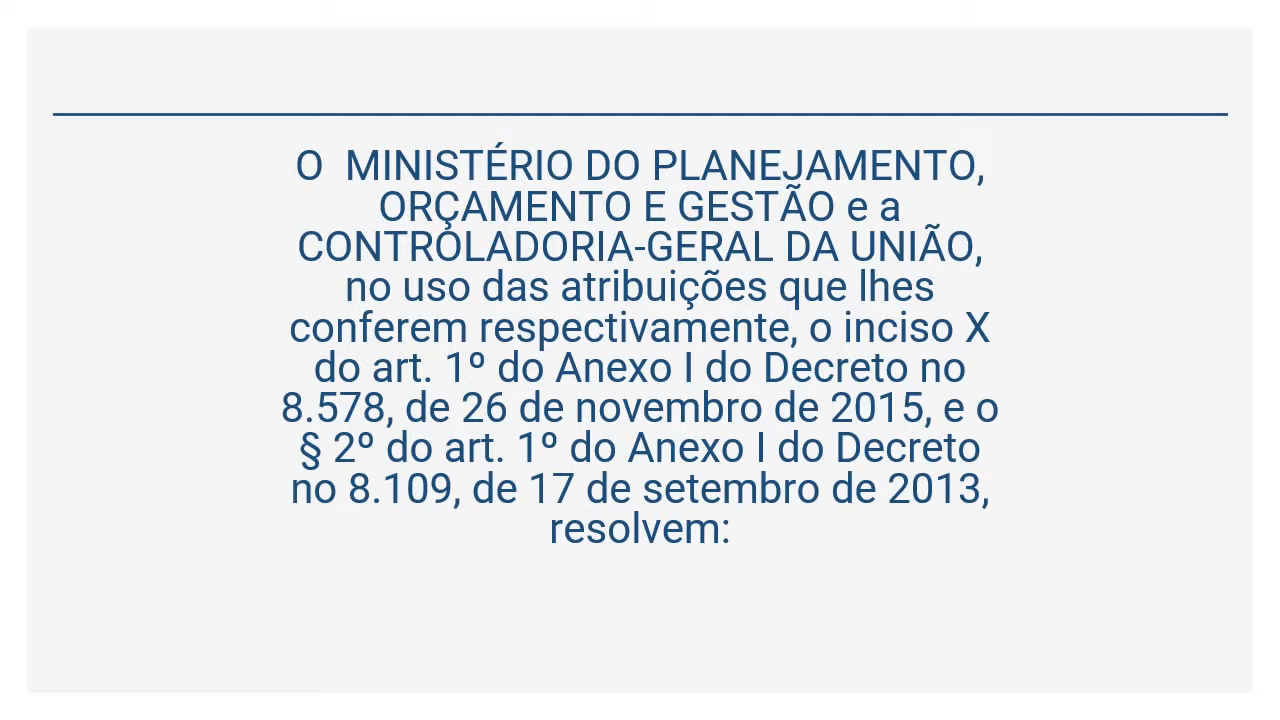 O  MINISTÉRIO DO PLANEJAMENTO,
ORÇAMENTO E GESTÃO e a
CONTROLADORIA-GERAL DA UNIÃO,
no uso das atribuições que lhes
conferem respectivamente, o inciso X
do art. 1º do Anexo I do Decreto no
8.578, de 26 de novembro de 2015, e o
§ 2º do art. 1º do Anexo I do Decreto
no 8.109, de 17 de setembro de 2013,
resolvem: